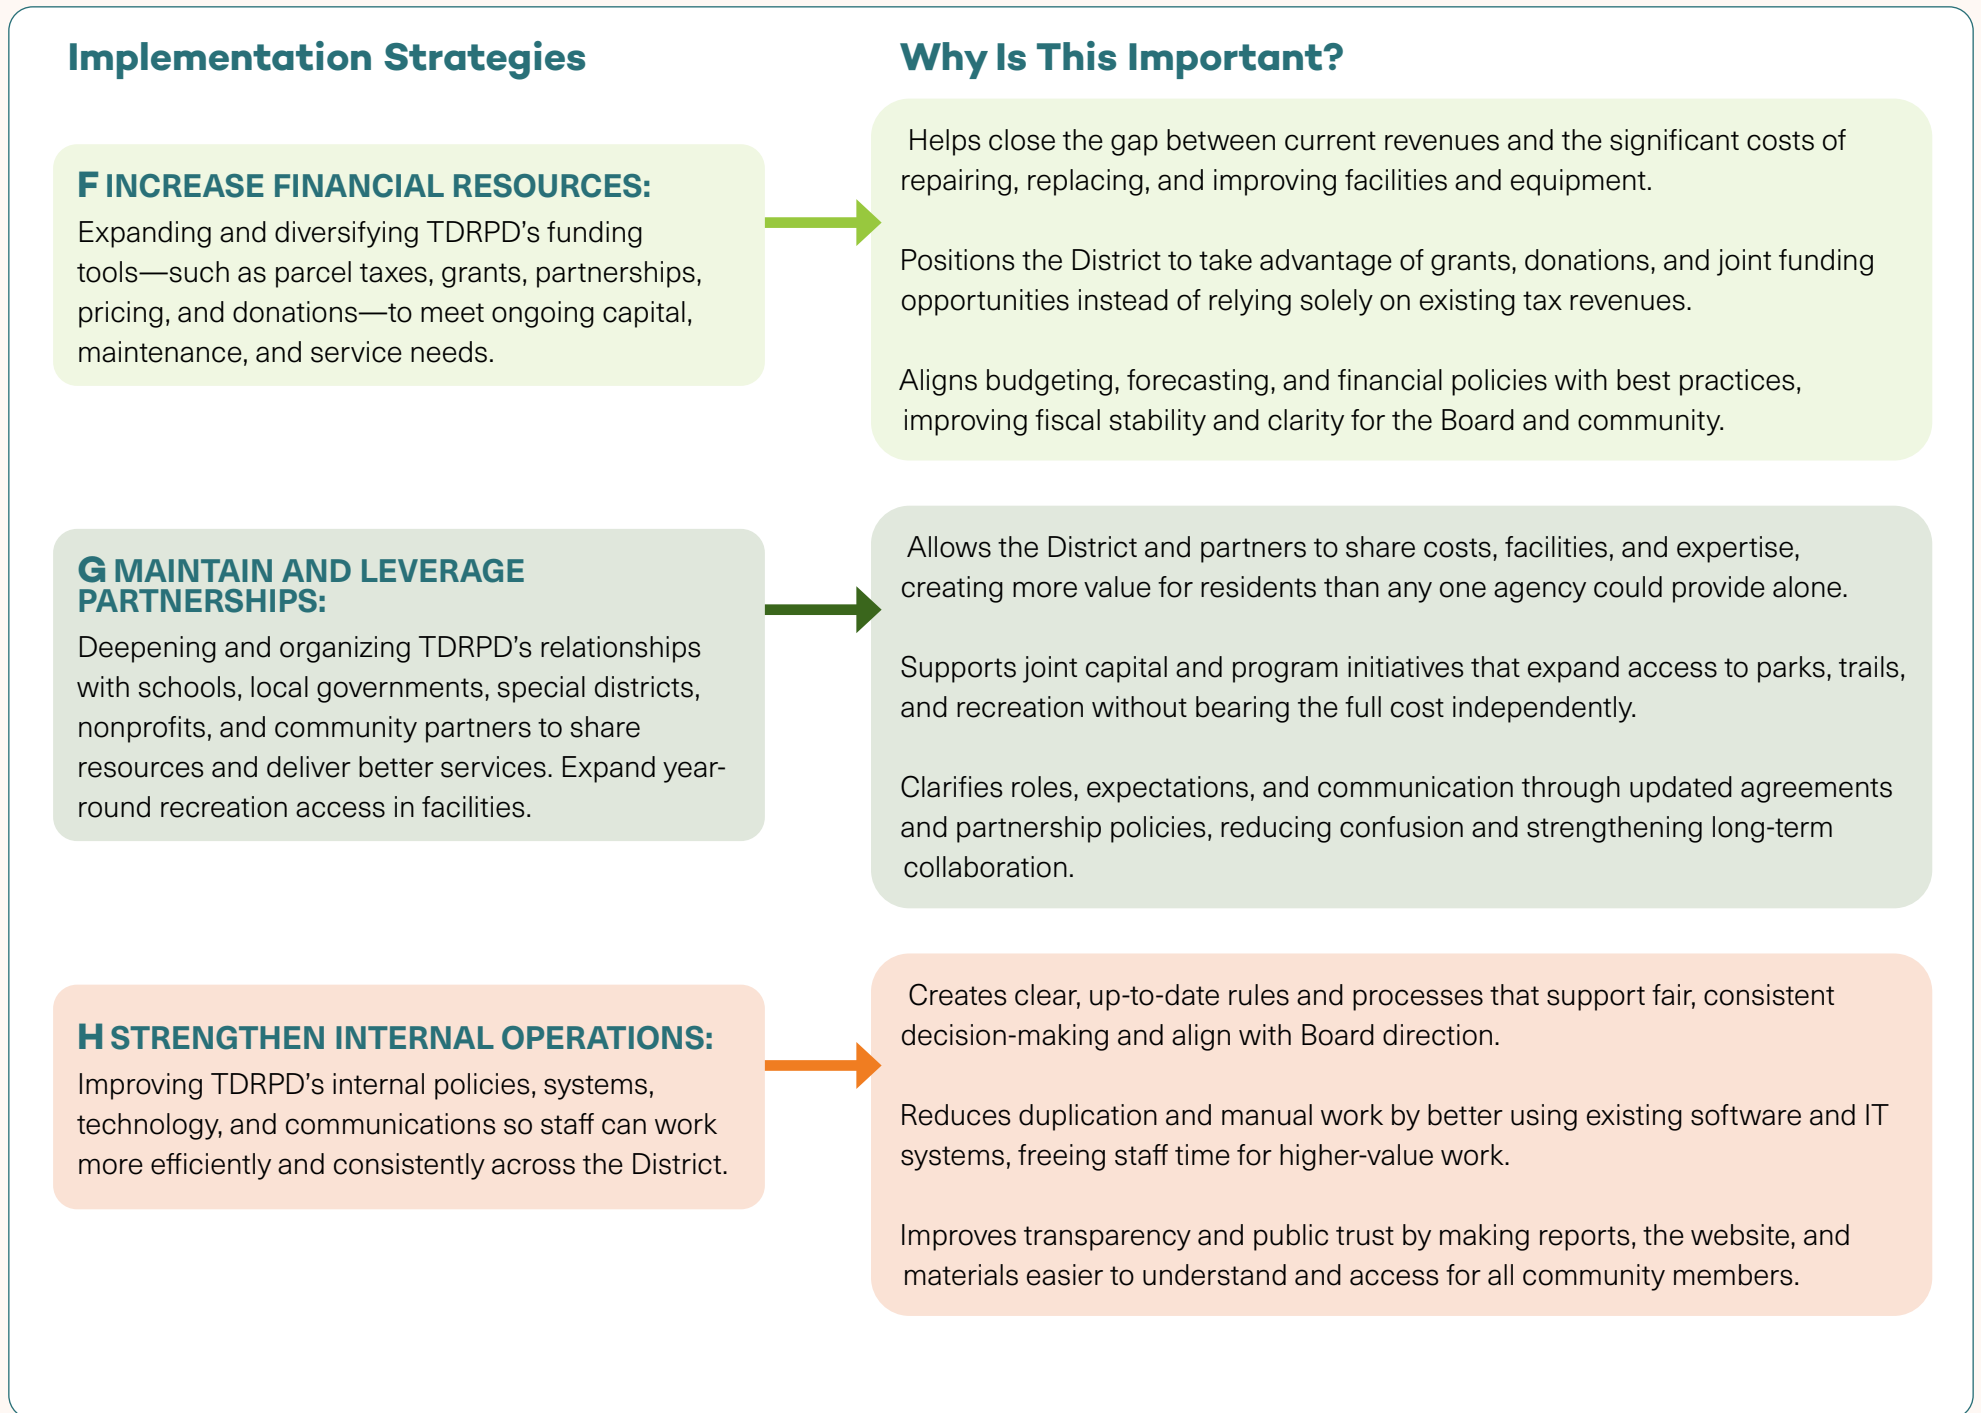 Implementation Strategies
Why Is This Important?
F INCREASE FINANCIAL RESOURCES:
Expanding and diversifying TDRPD’s funding
tools—such as parcel taxes, grants, partnerships,
pricing, and donations—to meet ongoing capital,
maintenance, and service needs.
Helps close the gap between current revenues and the significant costs of
repairing, replacing, and improving facilities and equipment.
Positions the District to take advantage of grants, donations, and joint funding
opportunities instead of relying solely on existing tax revenues.
Aligns budgeting, forecasting, and financial policies with best practices,
improving fiscal stability and clarity for the Board and community.
G MAINTAIN AND LEVERAGE
PARTNERSHIPS:
Deepening and organizing TDRPD’s relationships
with schools, local governments, special districts,
nonprofits, and community partners to share
resources and deliver better services. Expand year-
round recreation access in facilities.
Allows the District and partners to share costs, facilities, and expertise,
creating more value for residents than any one agency could provide alone.
Supports joint capital and program initiatives that expand access to parks, trails,
and recreation without bearing the full cost independently.
Clarifies roles, expectations, and communication through updated agreements
and partnership policies, reducing confusion and strengthening long-term
collaboration.
H STRENGTHEN INTERNAL OPERATIONS:
Improving TDRPD’s internal policies, systems,
technology, and communications so staff can work
more efficiently and consistently across the District.
Creates clear, up-to-date rules and processes that support fair, consistent
decision-making and align with Board direction.
Reduces duplication and manual work by better using existing software and IT
systems, freeing staff time for higher-value work.
Improves transparency and public trust by making reports, the website, and
materials easier to understand and access for all community members.